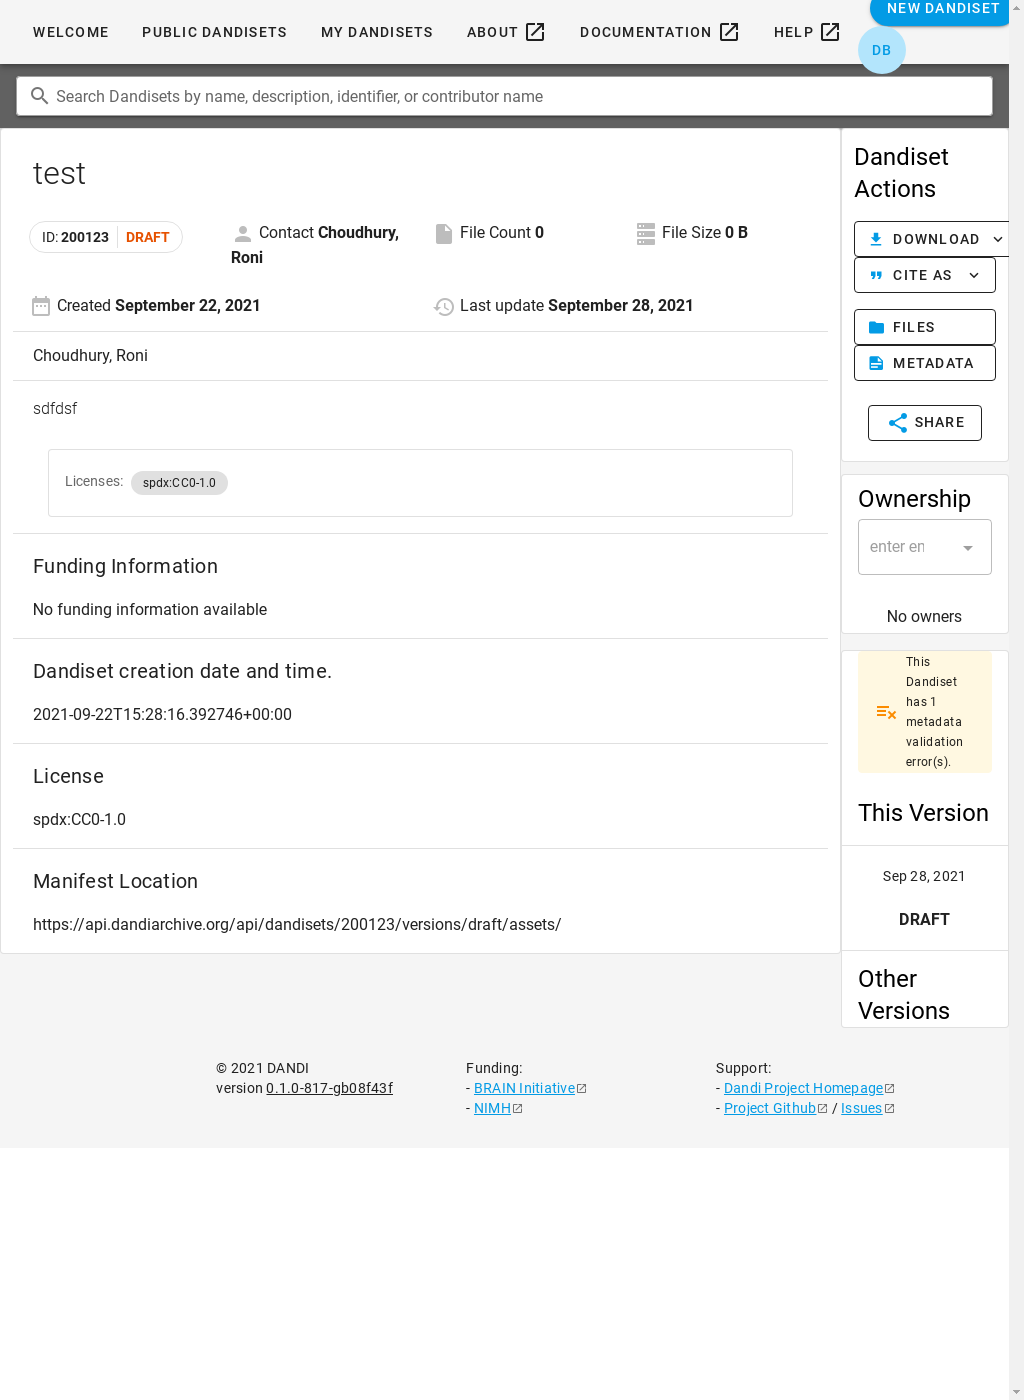 WELCOME PUBLIC DANDISETS MY DANDISETS ABOUT DOCUMENTATION HELP NEW DANDISET
DB
Search Dandisets by name, description, identifier, or contributor name
test
ID: 200123 DRAFT
Contact Choudhury, Roni
File Count 0
File Size 0 B
Created September 22, 2021
Last update September 28, 2021
Choudhury, Roni
sdfdsf
Licenses: spdx:CC0-1.0
Funding Information
No funding information available
Dandiset creation date and time.
2021-09-22T15:28:16.392746+00:00
License
spdx:CC0-1.0
Manifest Location
https://api.dandiarchive.org/api/dandisets/200123/versions/draft/assets/
Dandiset
Actions
DOWNLOAD
CITE AS
FILES
METADATA
SHARE
Ownership
enter en
No owners
This
Dandiset
has 1
metadata
validation
error(s).
This Version
Sep 28, 2021
DRAFT
Other
Versions
© 2021 DANDI
version 0.1.0-817-gb08f43f
Funding:
- BRAIN Initiative
- NIMH
Support:
- Dandi Project Homepage
- Project Github / Issues